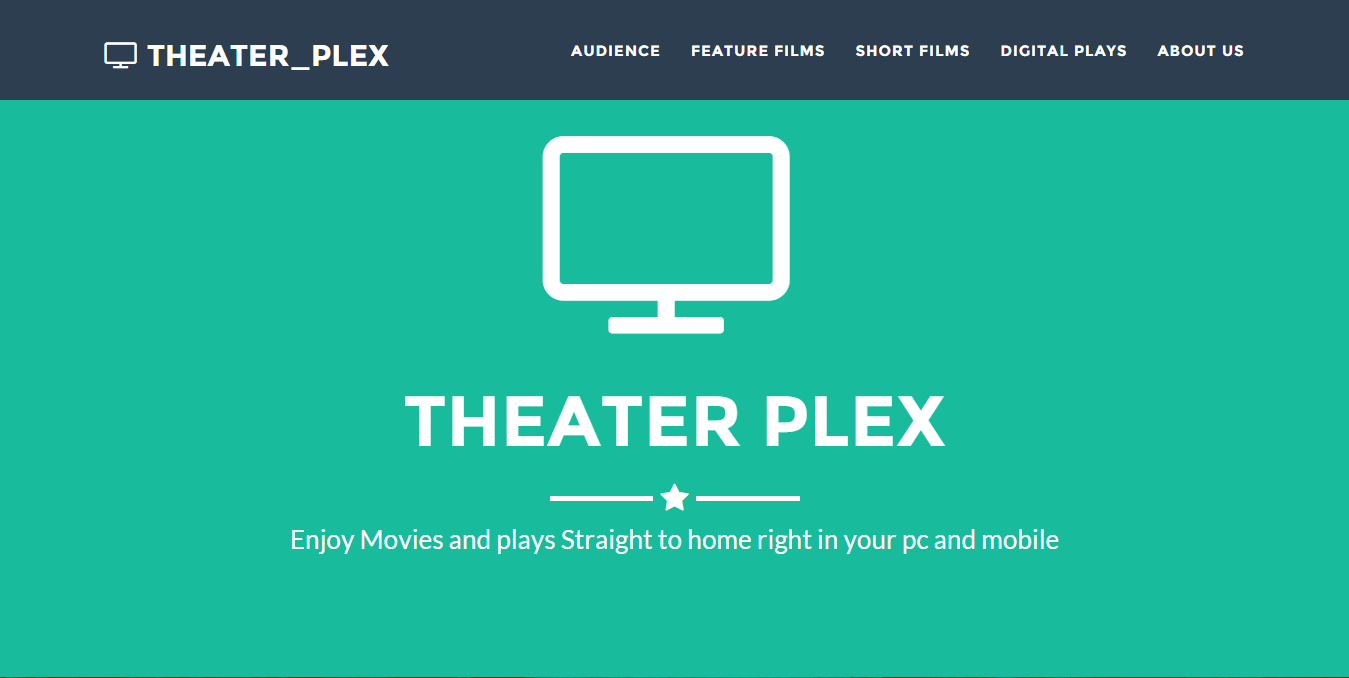 THEATER_PLEX
AUDIENCE FEATURE FILMS SHORT FILMS DIGITAL PLAYS ABOUT US
THEATER PLEX
Enjoy Movies and plays Straight to home right in your pc and mobile